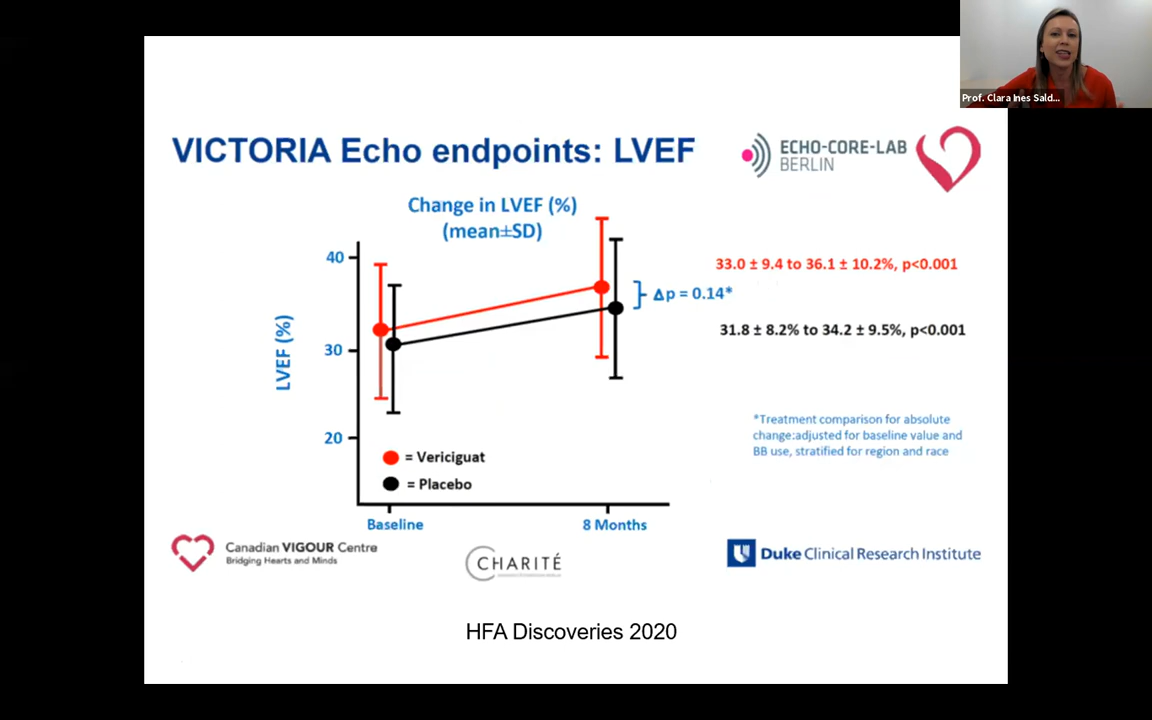 Prof. Clara Ines Sald...
VICTORIA Echo endpoints: LVEF
ECHO-CORE-LAB
BERLIN
Change in LVEF (%)
(mean±SD)
40
30
20
LVEF (%)
33.0 ± 9.4 to 36.1 ± 10.2%, p<0.001
Δp = 0.14*
31.8 ± 8.2% to 34.2 ± 9.5%, p<0.001
*Treatment comparison for absolute
change:adjusted for baseline value and
BB use, stratified for region and race
= Vericiguat
= Placebo
Baseline
8 Months
Canadian VIGOUR Centre
Bridging Hearts and Minds
CHARITÉ
Duke Clinical Research Institute
HFA Discoveries 2020